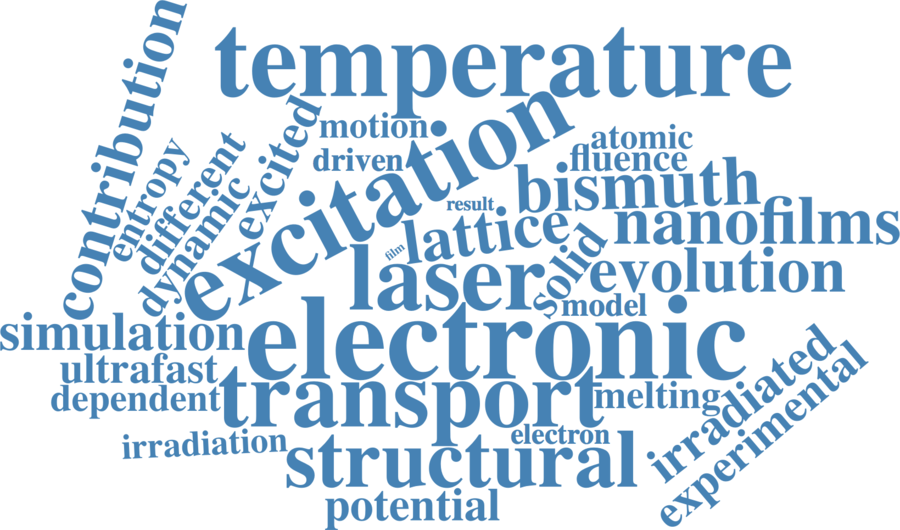 contribution
temperature
excitation
excited
motion
driven
atomic
fluence
bismuth
nanofilms
entropy
different
dynamic
result
film
lattice
solid
evolution
laser
model
simulation
electronic
ultrafast
dependent
transport
melting
irradiated
experimental
irradiation
electron
structural
potential